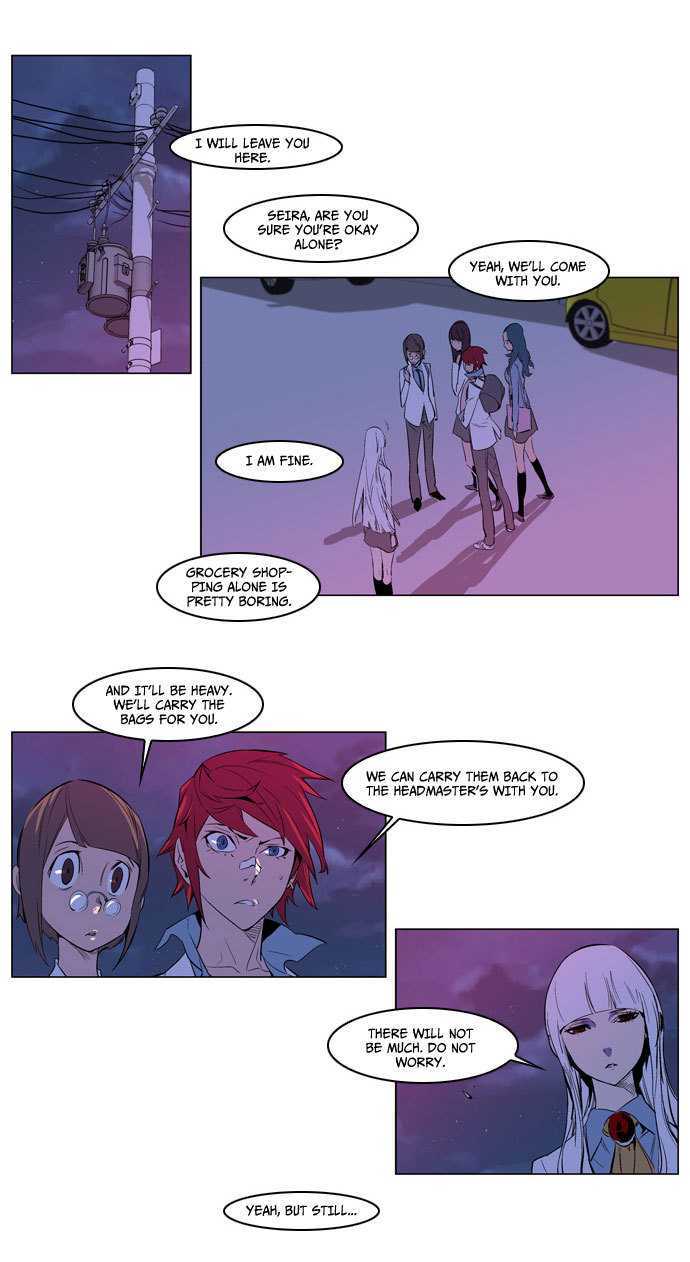 I WILL LEAVE YOU
HERE.
SEIRA, ARE YOU
SURE YOU'RE OKAY
ALONE?
YEAH, WE'LL COME
WITH YOU.
I AM FINE.
GROCERY SHOP-
PING ALONE IS
PRETTY BORING.
AND IT'LL BE HEAVY.
WE'LL CARRY THE
BAGS FOR YOU.
WE CAN CARRY THEM BACK TO
THE HEADMASTER'S WITH YOU.
THERE WILL NOT
BE MUCH. DO NOT
WORRY.
YEAH, BUT STILL...